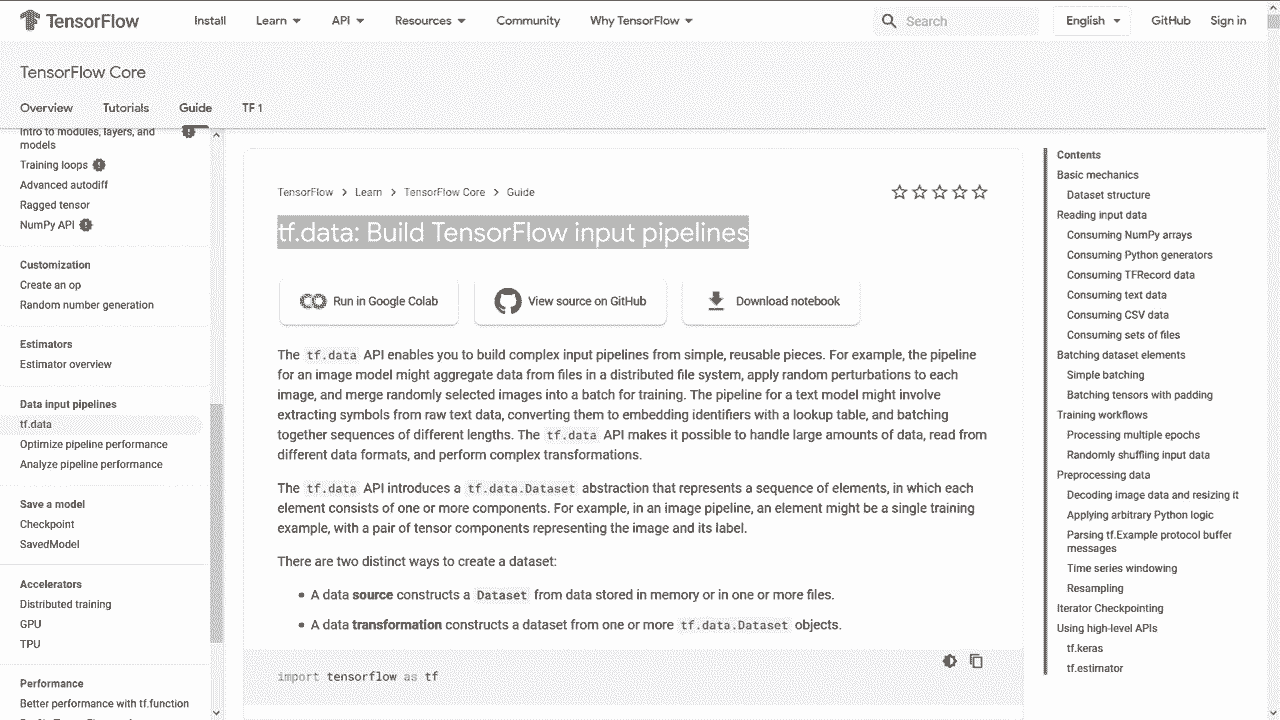 TensorFlow
Install
Learn
API
Resources
Community
Why TensorFlow
Search
English
GitHub
Sign in
TensorFlow Core
Overview
Tutorials
Guide
TF 1
Intro to modules, layers, and
models
Training loops
Advanced autodiff
Ragged tensor
NumPy API
Customization
Create an op
Random number generation
Estimators
Estimator overview
Data input pipelines
tf.data
Optimize pipeline performance
Analyze pipeline performance
Save a model
Checkpoint
SavedModel
Accelerators
Distributed training
GPU
TPU
Performance
Better performance with tf.function
TensorFlow > Learn > TensorFlow Core > Guide
tf.data: Build TensorFlow input pipelines
Run in Google Colab
View source on GitHub
Download notebook
The tf.data API enables you to build complex input pipelines from simple, reusable pieces. For example, the pipeline
for an image model might aggregate data from files in a distributed file system, apply random perturbations to each
image, and merge randomly selected images into a batch for training. The pipeline for a text model might involve
extracting symbols from raw text data, converting them to embedding identifiers with a lookup table, and batching
together sequences of different lengths. The tf.data API makes it possible to handle large amounts of data, read from
different data formats, and perform complex transformations.
The tf.data API introduces a tf.data.Dataset abstraction that represents a sequence of elements, in which each
element consists of one or more components. For example, in an image pipeline, an element might be a single training
example, with a pair of tensor components representing the image and its label.
There are two distinct ways to create a dataset:
• A data source constructs a Dataset from data stored in memory or in one or more files.
• A data transformation constructs a dataset from one or more tf.data.Dataset objects.
import tensorflow as tf
Contents
Basic mechanics
Dataset structure
Reading input data
Consuming NumPy arrays
Consuming Python generators
Consuming TFRecord data
Consuming text data
Consuming CSV data
Consuming sets of files
Batching dataset elements
Simple batching
Batching tensors with padding
Training workflows
Processing multiple epochs
Randomly shuffling input data
Preprocessing data
Decoding image data and resizing it
Applying arbitrary Python logic
Parsing tf.Example protocol buffer
messages
Time series windowing
Resampling
Iterator Checkpointing
Using high-level APIs
tf.keras
tf.estimator